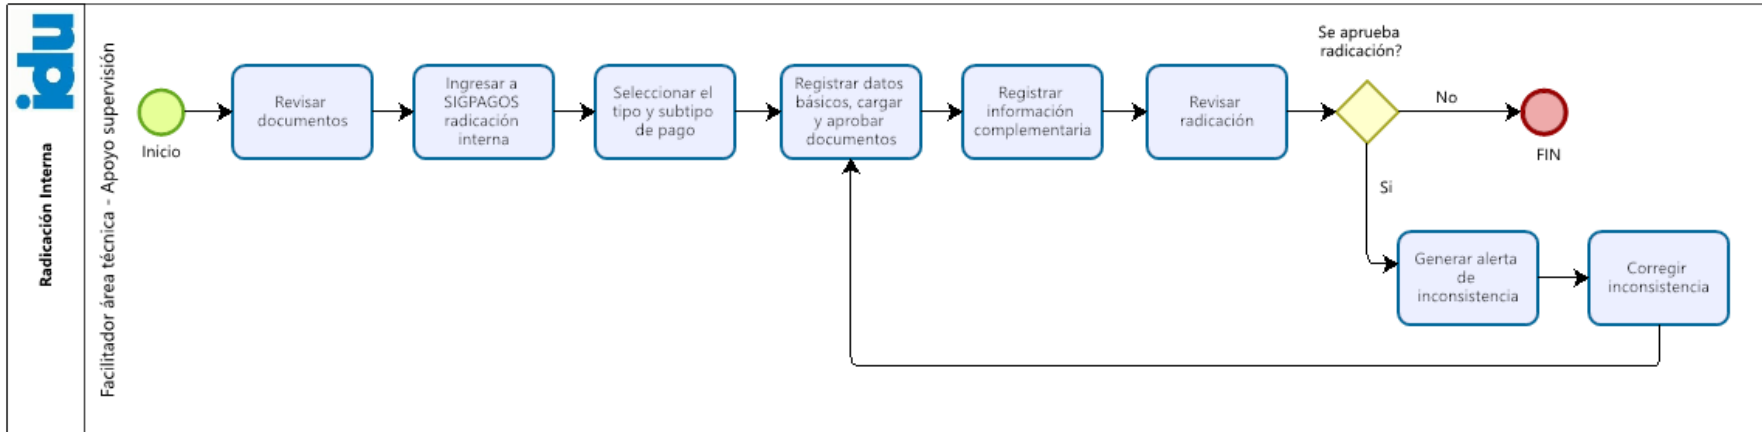 idu
Radicación Interna
Facilitador área técnica - Apoyo supervisión
Inicio
Revisar
documentos
Ingresar a
SIGPAGOS
radicación
interna
Seleccionar el
tipo y subtipo
de pago
Registrar datos
básicos, cargar
y aprobar
documentos
Registrar
información
complementaria
Revisar
radicación
Se aprueba
radicación?
No
FIN
Si
Generar alerta
de
inconsistencia
Corregir
inconsistencia